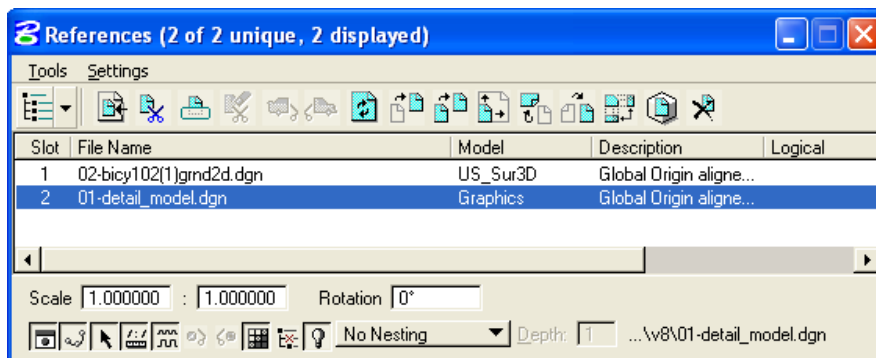 References (2 of 2 unique, 2 displayed)
Tools Settings
Slot File Name Model Description Logical
1 02-bicy102(1)grnd2d.dgn US_Sur3D Global Origin aligne...
2 01-detail_model.dgn Graphics Global Origin aligne...
Scale 1.000000 : 1.000000 Rotation 0°
No Nesting Depth: 1 ...\v8\01-detail_model.dgn